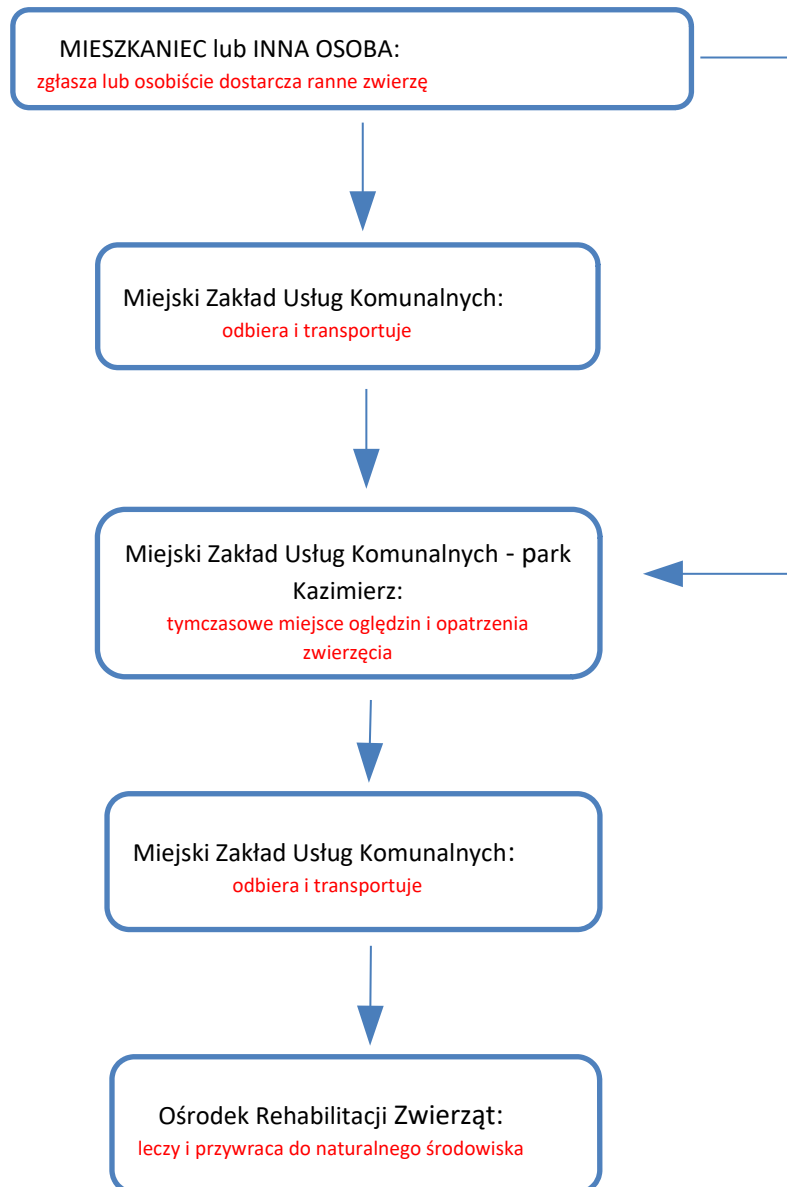 MIESZKANIEC lub INNA OSOBA:
zgłasza lub osobiście dostarcza ranne zwierzę
Miejski Zakład Usług Komunalnych:
odbiera i transportuje
Miejski Zakład Usług Komunalnych - park
Kazimierz:
tymczasowe miejsce oględzin i opatrzenia
zwierzęcia
Miejski Zakład Usług Komunalnych:
odbiera i transportuje
Ośrodek Rehabilitacji Zwierząt:
leczy i przywraca do naturalnego środowiska